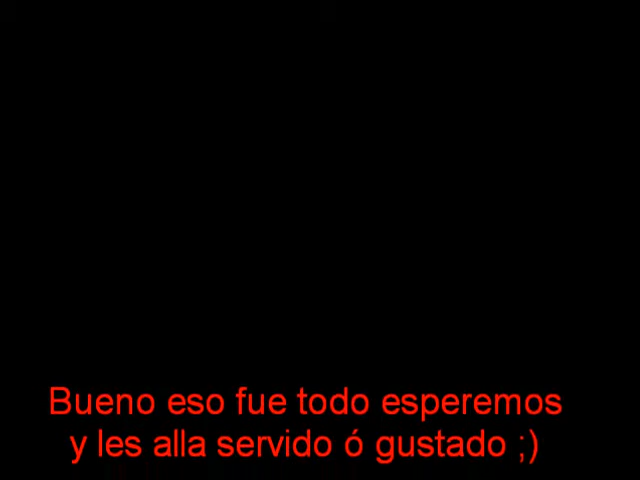 Bueno eso fue todo esperemos
y les alla servido ó gustado ;)